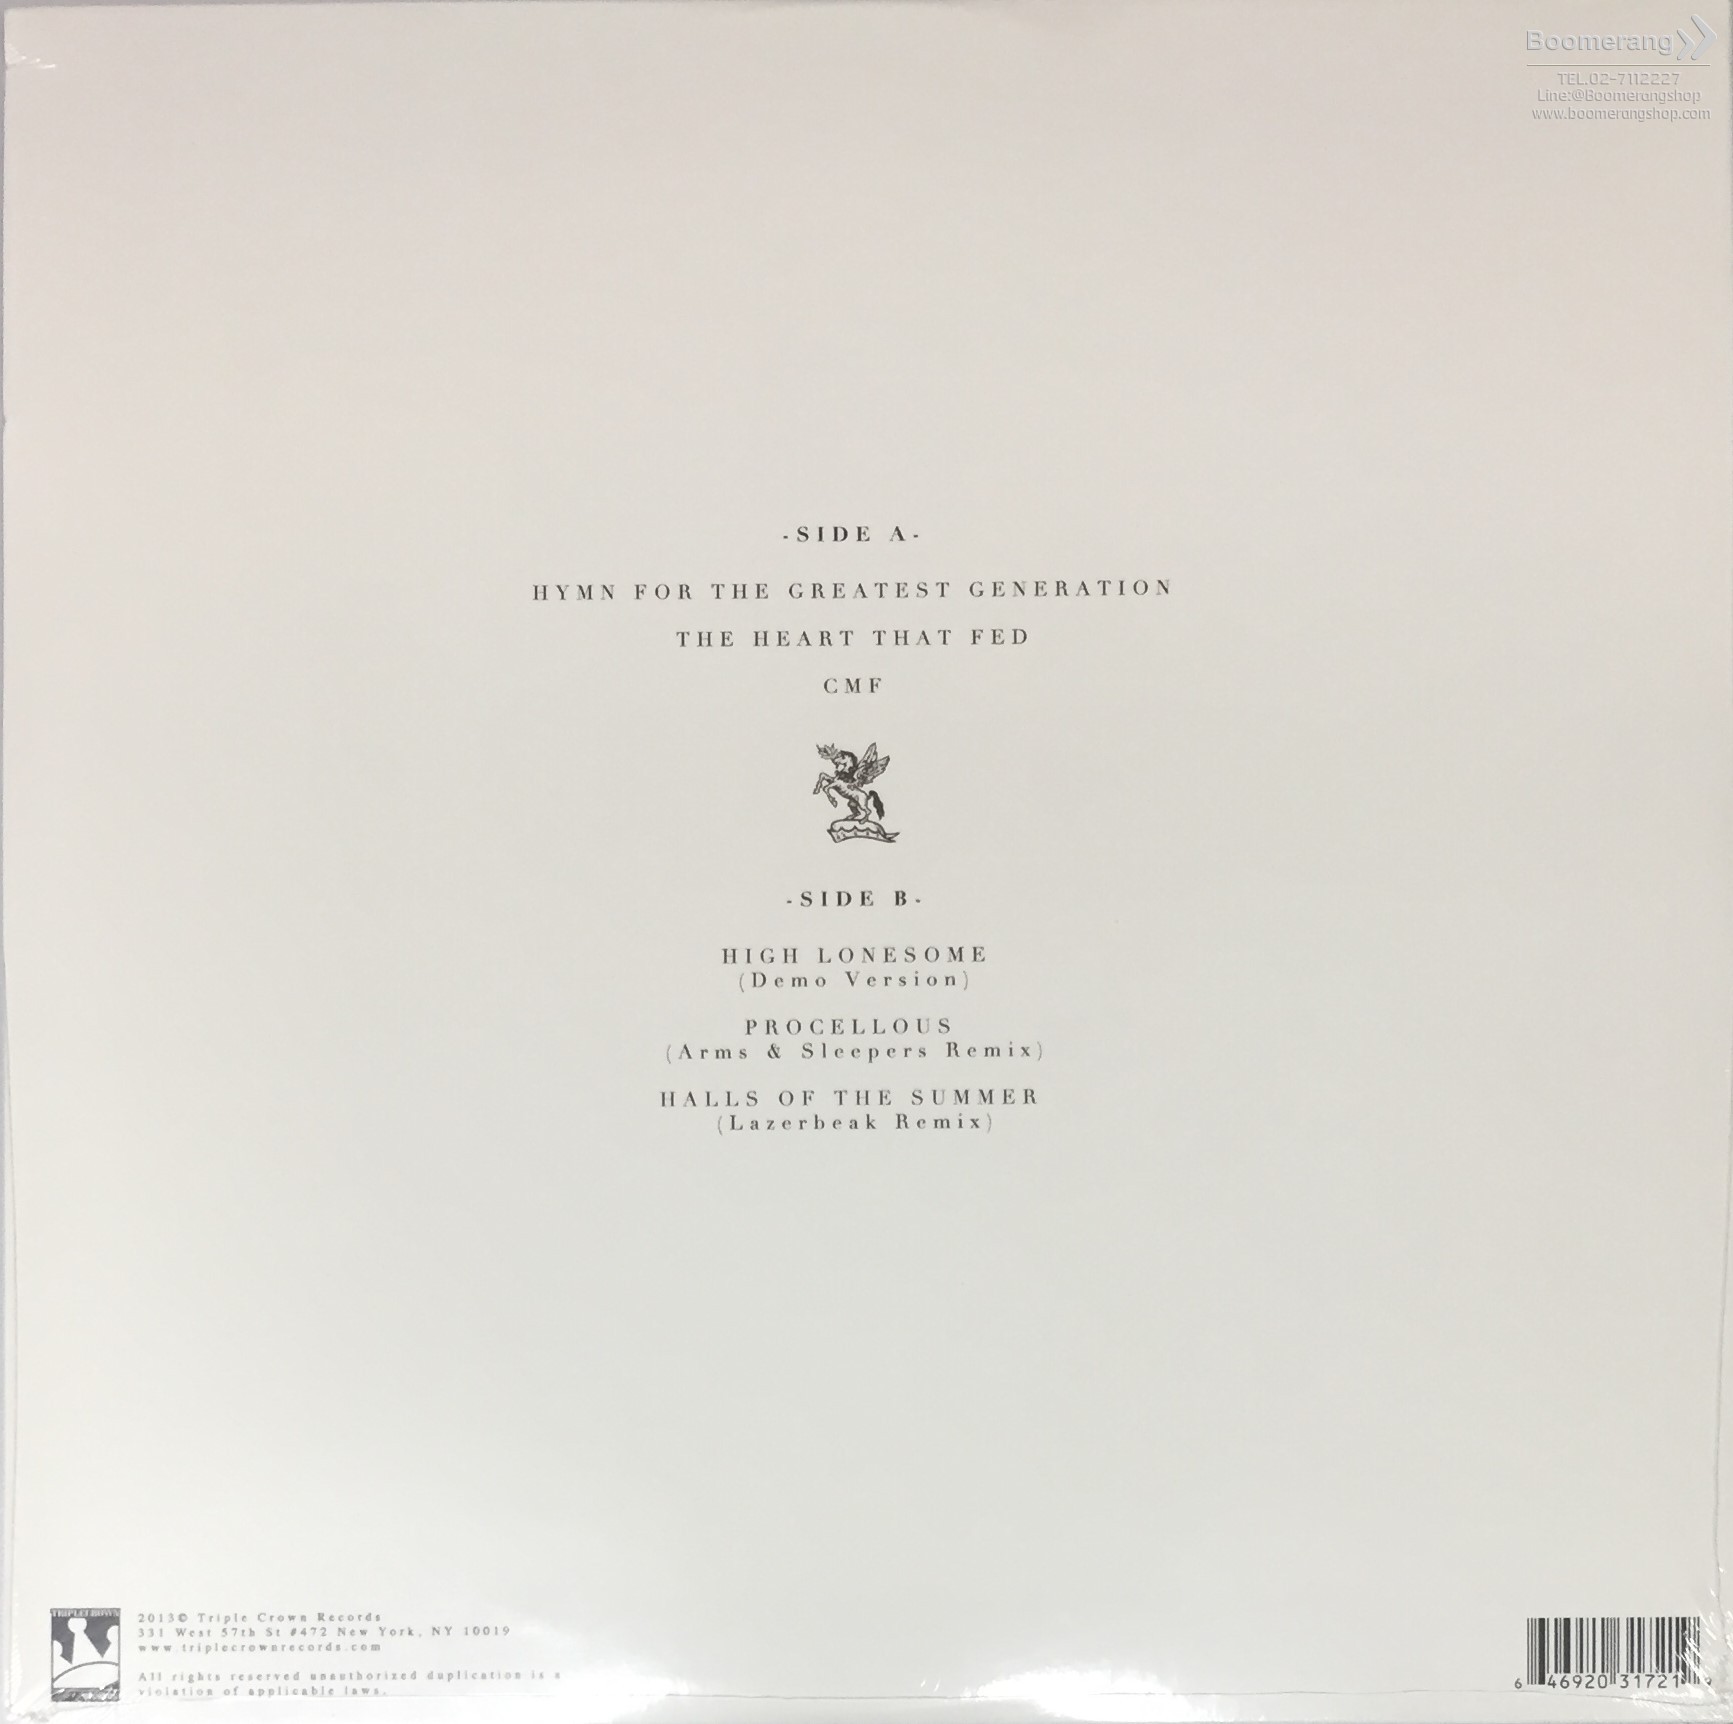 Boomerang
TEL.02-7112227
Line:@Boomerangshop
www.boomerangshop.com
-SIDE A-
HYMN FOR THE GREATEST GENERATION
THE HEART THAT FED
CMF
-SIDE B-
HIGH LONESOME
(Demo Version)
PROCELLOUS
(Arms & Sleepers Remix)
HALLS OF THE SUMMER
(Lazerbeak Remix)
TRIPLECROWN
2013© Triple Crown Records
331 West 57th St #472 New York, NY 10019
www.triplecrownrecords.com
All rights reserved unauthorized duplication is a
violation of applicable laws.
6 46920 31721